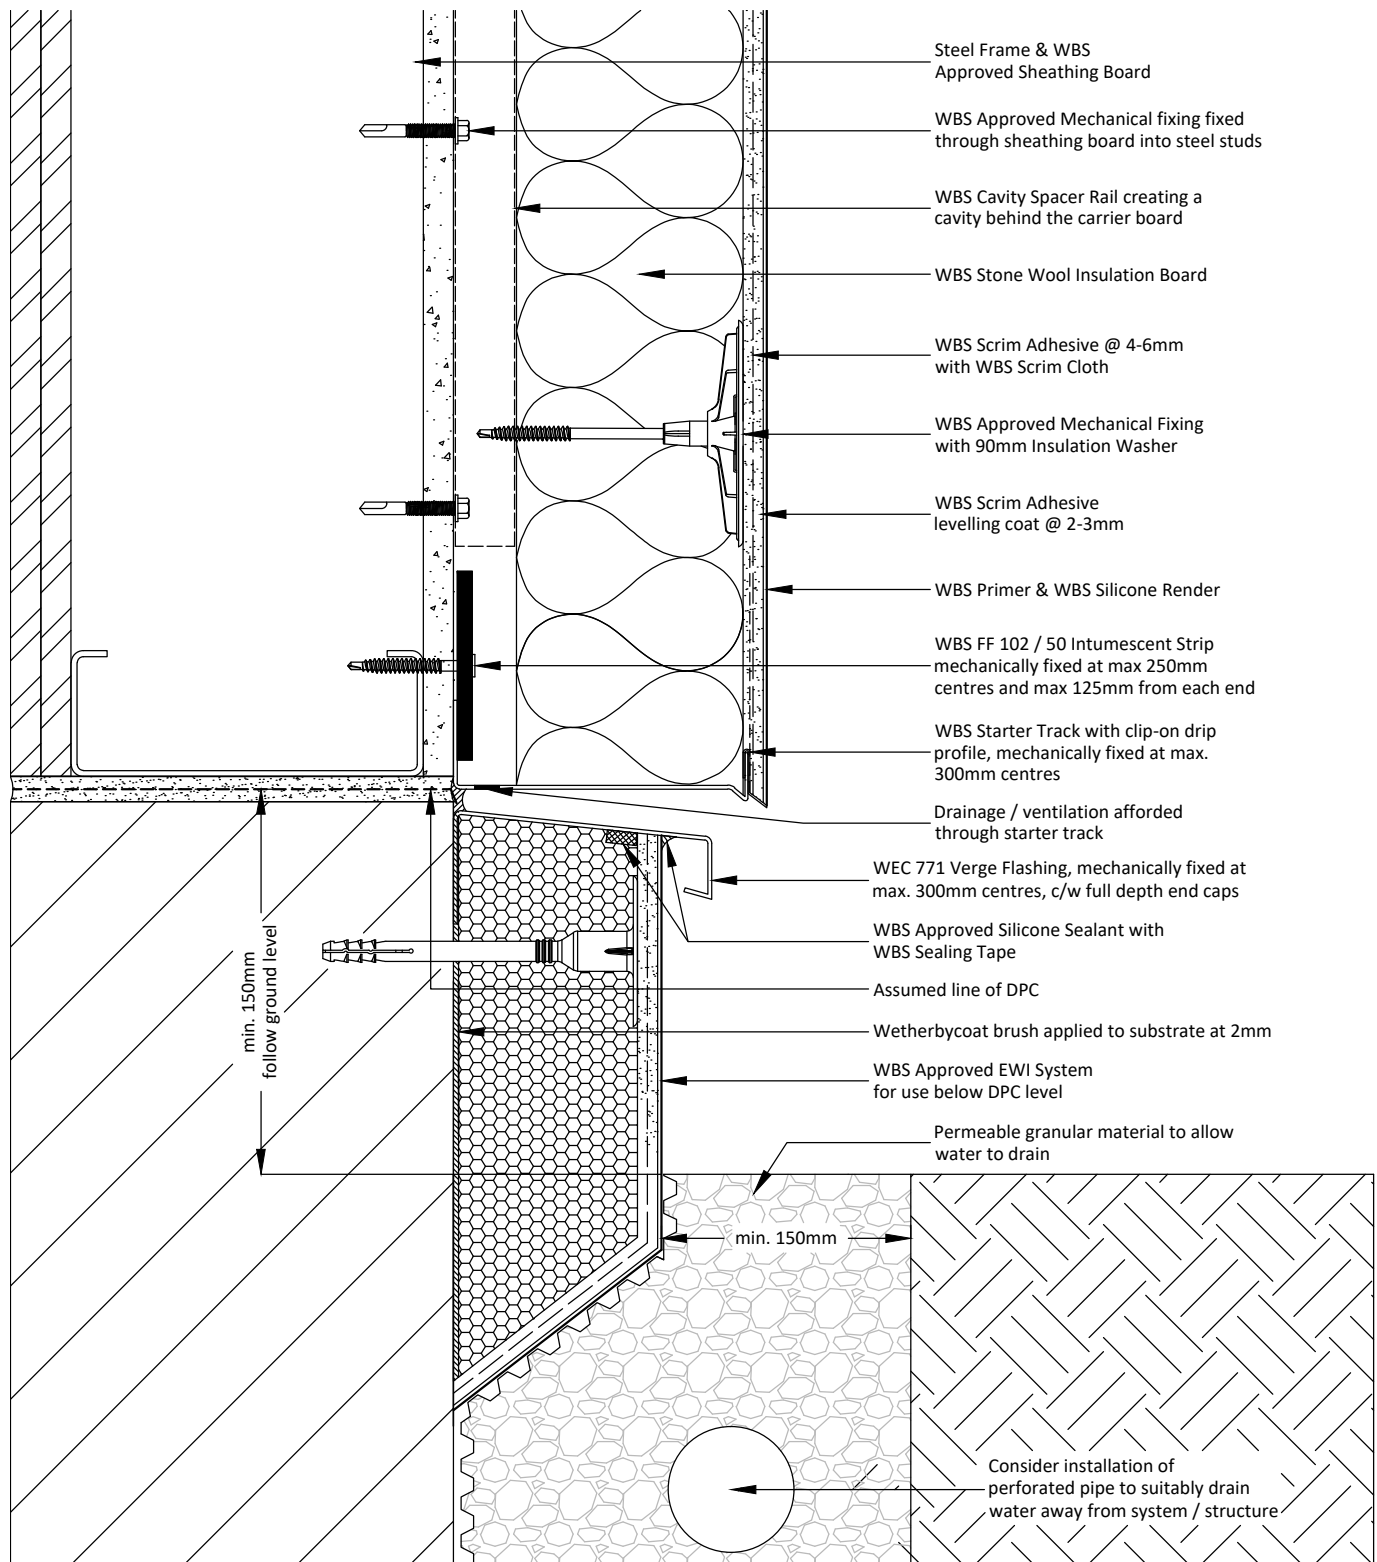 Steel Frame & WBS
Approved Sheathing Board
WBS Approved Mechanical fixing fixed
through sheathing board into steel studs
WBS Cavity Spacer Rail creating a
cavity behind the carrier board
WBS Stone Wool Insulation Board
WBS Scrim Adhesive @ 4-6mm
with WBS Scrim Cloth
WBS Approved Mechanical Fixing
with 90mm Insulation Washer
WBS Scrim Adhesive
levelling coat @ 2-3mm
WBS Primer & WBS Silicone Render
WBS FF 102 / 50 Intumescent Strip
mechanically fixed at max 250mm
centres and max 125mm from each end
WBS Starter Track with clip-on drip
profile, mechanically fixed at max.
300mm centres
Drainage / ventilation afforded
through starter track
WEC 771 Verge Flashing, mechanically fixed at
max. 300mm centres, c/w full depth end caps
WBS Approved Silicone Sealant with
WBS Sealing Tape
Assumed line of DPC
Wetherbycoat brush applied to substrate at 2mm
WBS Approved EWI System
for use below DPC level
Permeable granular material to allow
water to drain
min. 150mm
follow ground level
min. 150mm
Consider installation of
perforated pipe to suitably drain
water away from system / structure